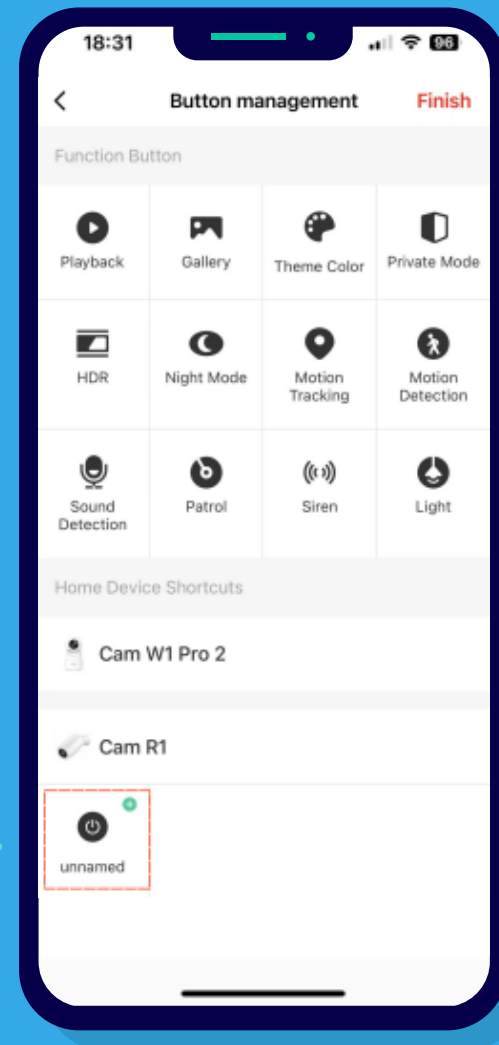 18:31 96
Button management Finish
Function Button
Playback Gallery Theme Color Private Mode
HDR Night Mode Motion Motion
Tracking Detection
Sound Patrol Siren Light
Detection
Home Device Shortcuts
Cam W1 Pro 2
Cam R1
unnamed